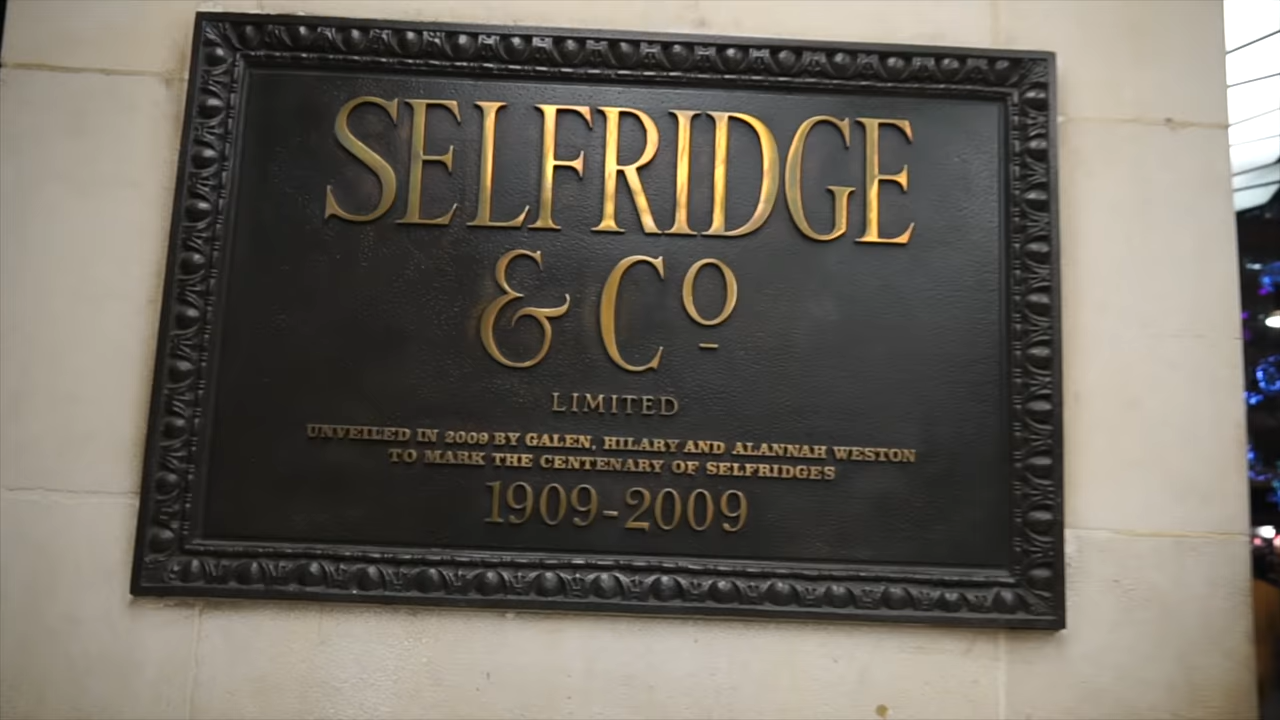 SELFRIDGE
& Cº
LIMITED
UNVEILED IN 2009 BY GALEN, HILARY AND ALANNAH WESTON
TO MARK THE CENTENARY OF SELFRIDGES
1909-2009